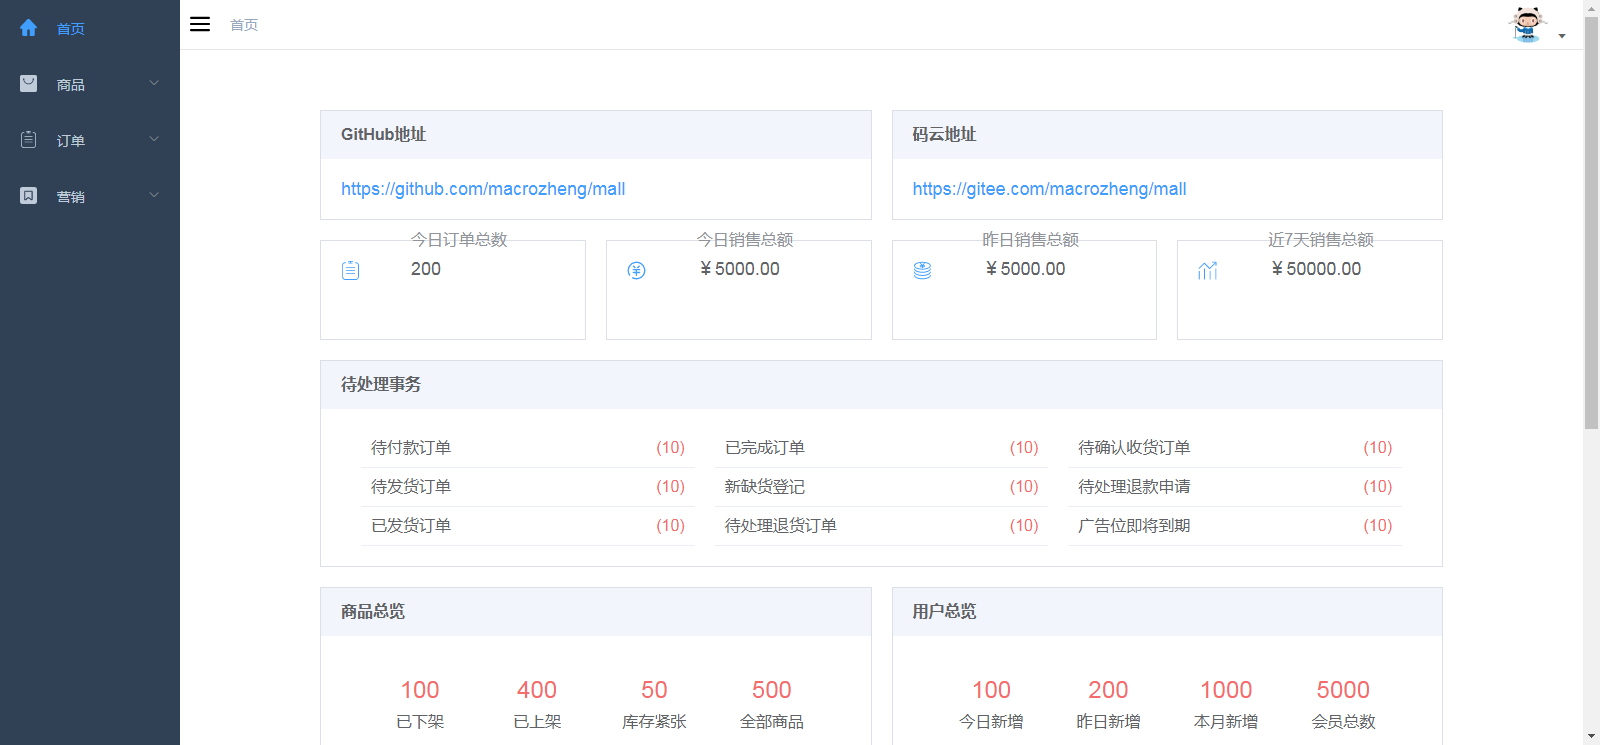 首页
商品
订单
营销
首页
GitHub地址
https://github.com/macrozheng/mall
码云地址
https://gitee.com/macrozheng/mall
今日订单总数
200
今日销售总额
￥5000.00
昨日销售总额
￥5000.00
近7天销售总额
￥50000.00
待处理事务
待付款订单 (10) 已完成订单 (10) 待确认收货订单 (10)
待发货订单 (10) 新缺货登记 (10) 待处理退款申请 (10)
已发货订单 (10) 待处理退货订单 (10) 广告位即将到期 (10)
商品总览
100 400 50 500
已下架 已上架 库存紧张 全部商品
用户总览
100 200 1000 5000
今日新增 昨日新增 本月新增 会员总数